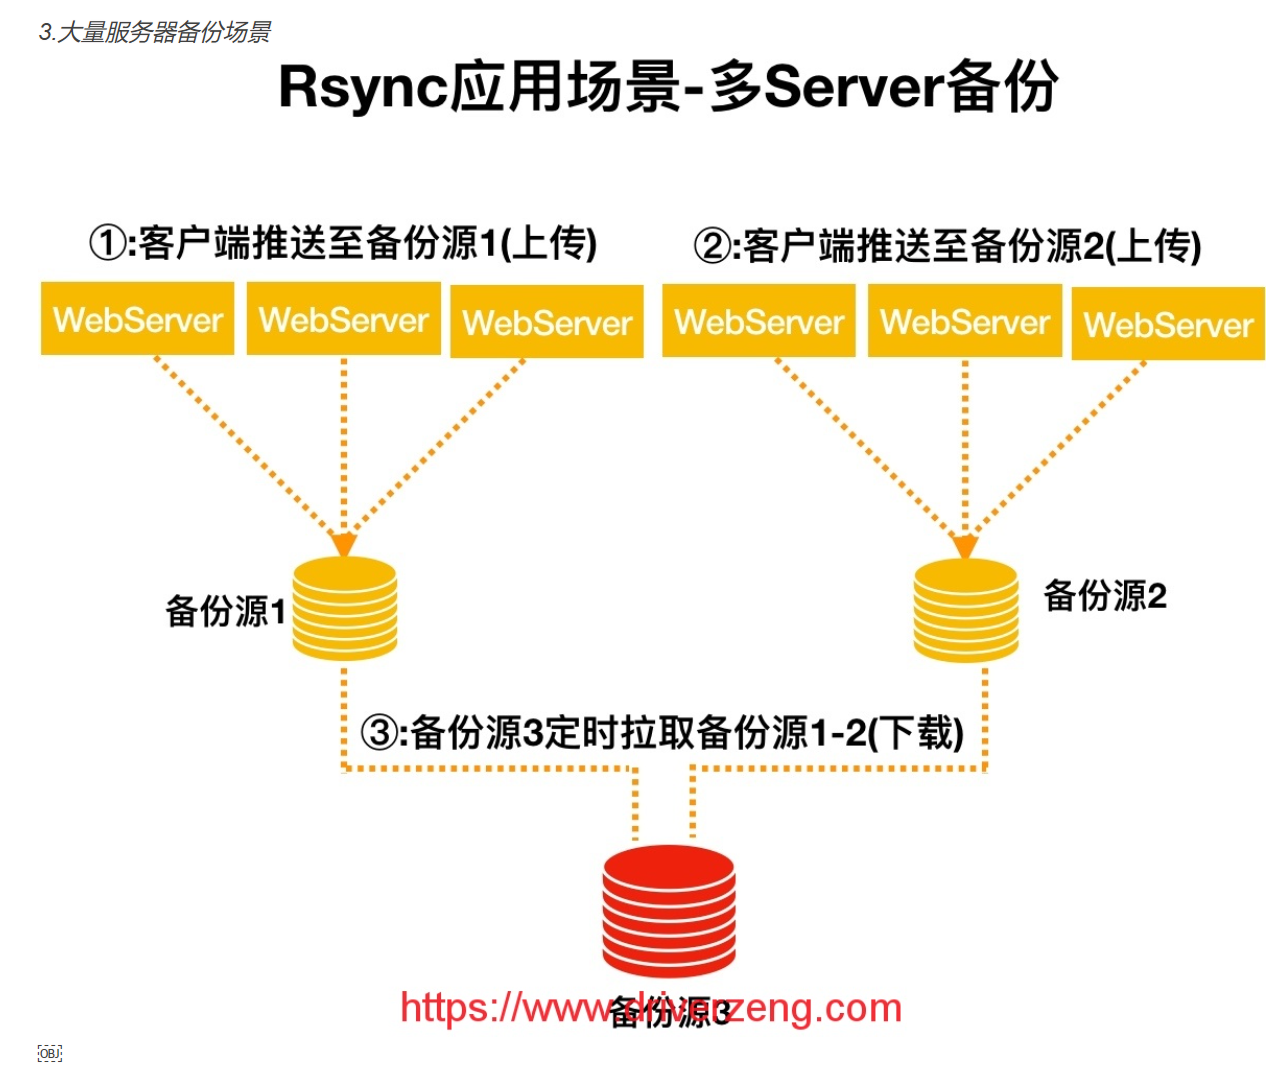 3.大量服务器备份场景
Rsync应用场景-多Server备份
①:客户端推送至备份源1(上传)
②:客户端推送至备份源2(上传)
WebServer
WebServer
WebServer
WebServer
WebServer
WebServer
备份源1
备份源2
③:备份源3定时拉取备份源1-2(下载)
备份源3
https://www.driverzeng.com
OBJ